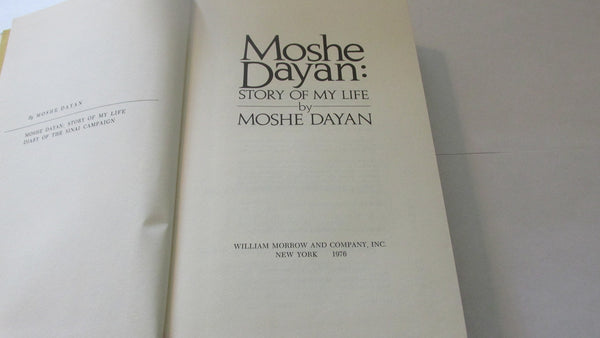 By MOSHE DAYAN
MOSHE DAYAN: STORY OF MY LIFE
DIARY OF THE SINAI CAMPAIGN
Moshe
Dayan:
STORY OF MY LIFE
by
MOSHE DAYAN
WILLIAM MORROW AND COMPANY, INC.
NEW YORK 1976